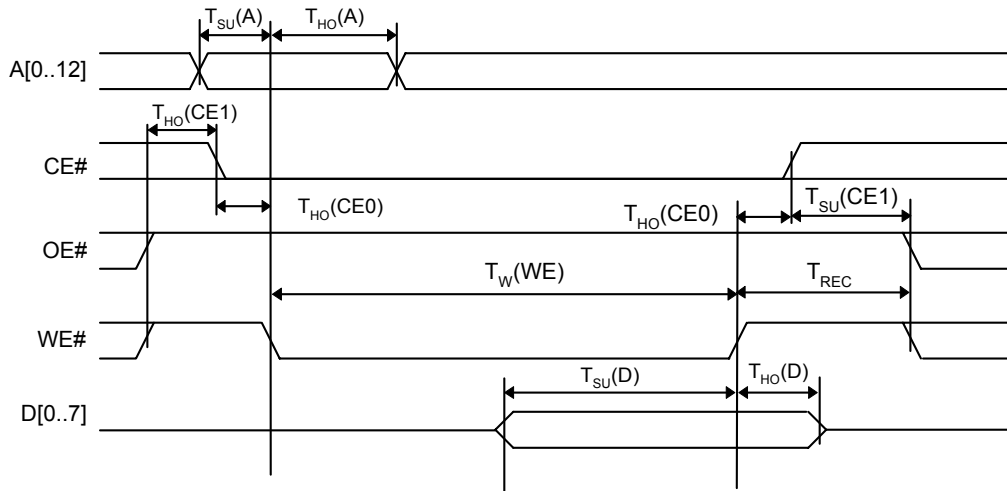 T_SU(A) T_HO(A)
A[0..12]
T_HO(CE1)
CE#
T_HO(CE0) T_HO(CE0) T_SU(CE1)
OE#
T_W(WE) T_REC
WE#
T_SU(D) T_HO(D)
D[0..7]